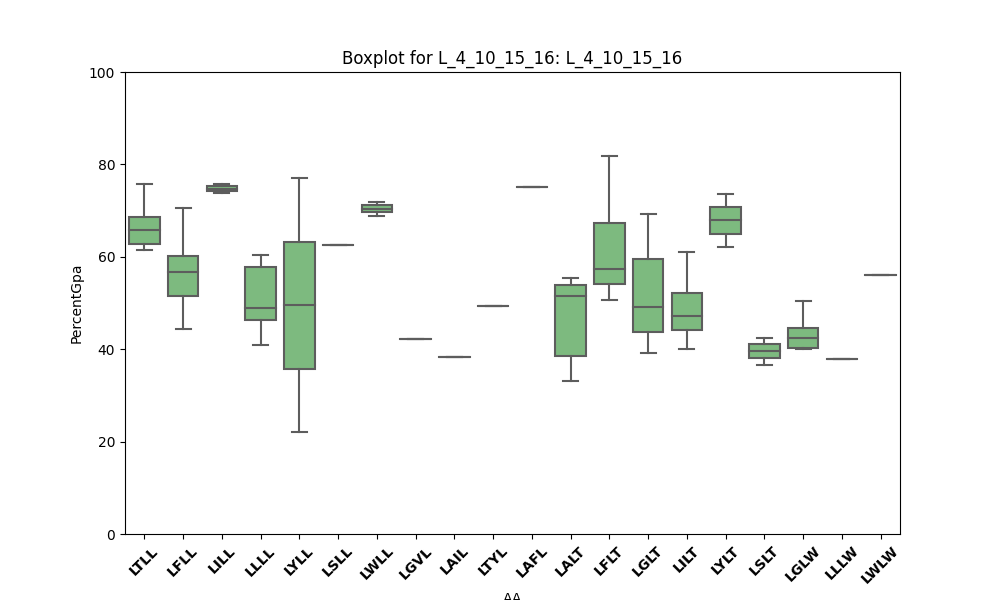 Boxplot for L_4_10_15_16: L_4_10_15_16
PercentGpa
100
80
60
40
20
0
LTLL LFLL LILL LLLL LYLL LSLL LWLL LGVL LAIL LTYL LAFL LALT LFLT LGLT LILT LYLT LSLT LGLW LLLW LWLW
AA